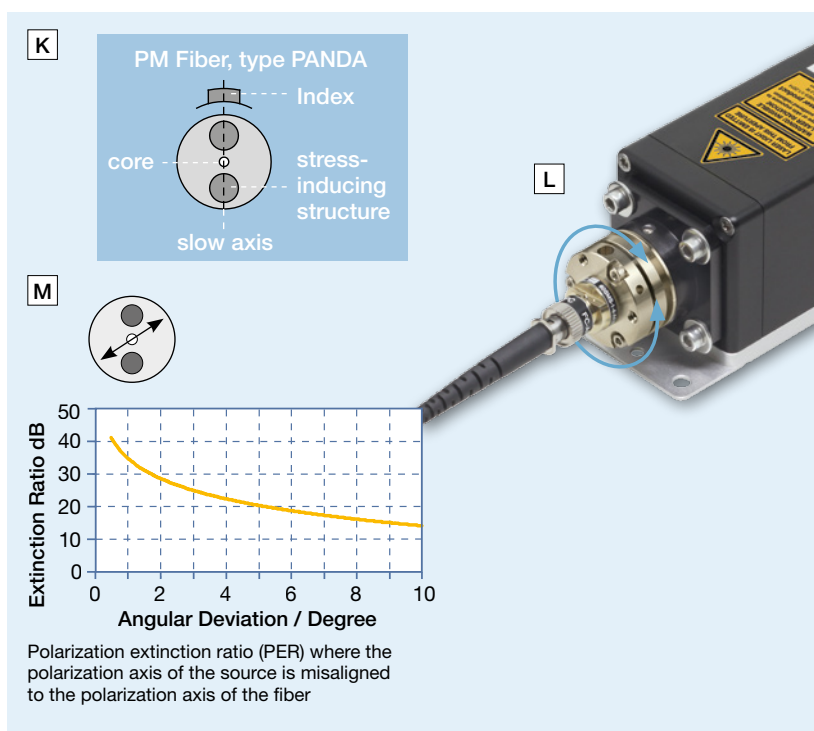 K
PM Fiber, type PANDA
Index
core
stress-
inducing
structure
slow axis
L
M
Extinction Ratio dB
50
40
30
20
10
0
0 2 4 6 8 10
Angular Deviation / Degree
Polarization extinction ratio (PER) where the
polarization axis of the source is misaligned
to the polarization axis of the fiber